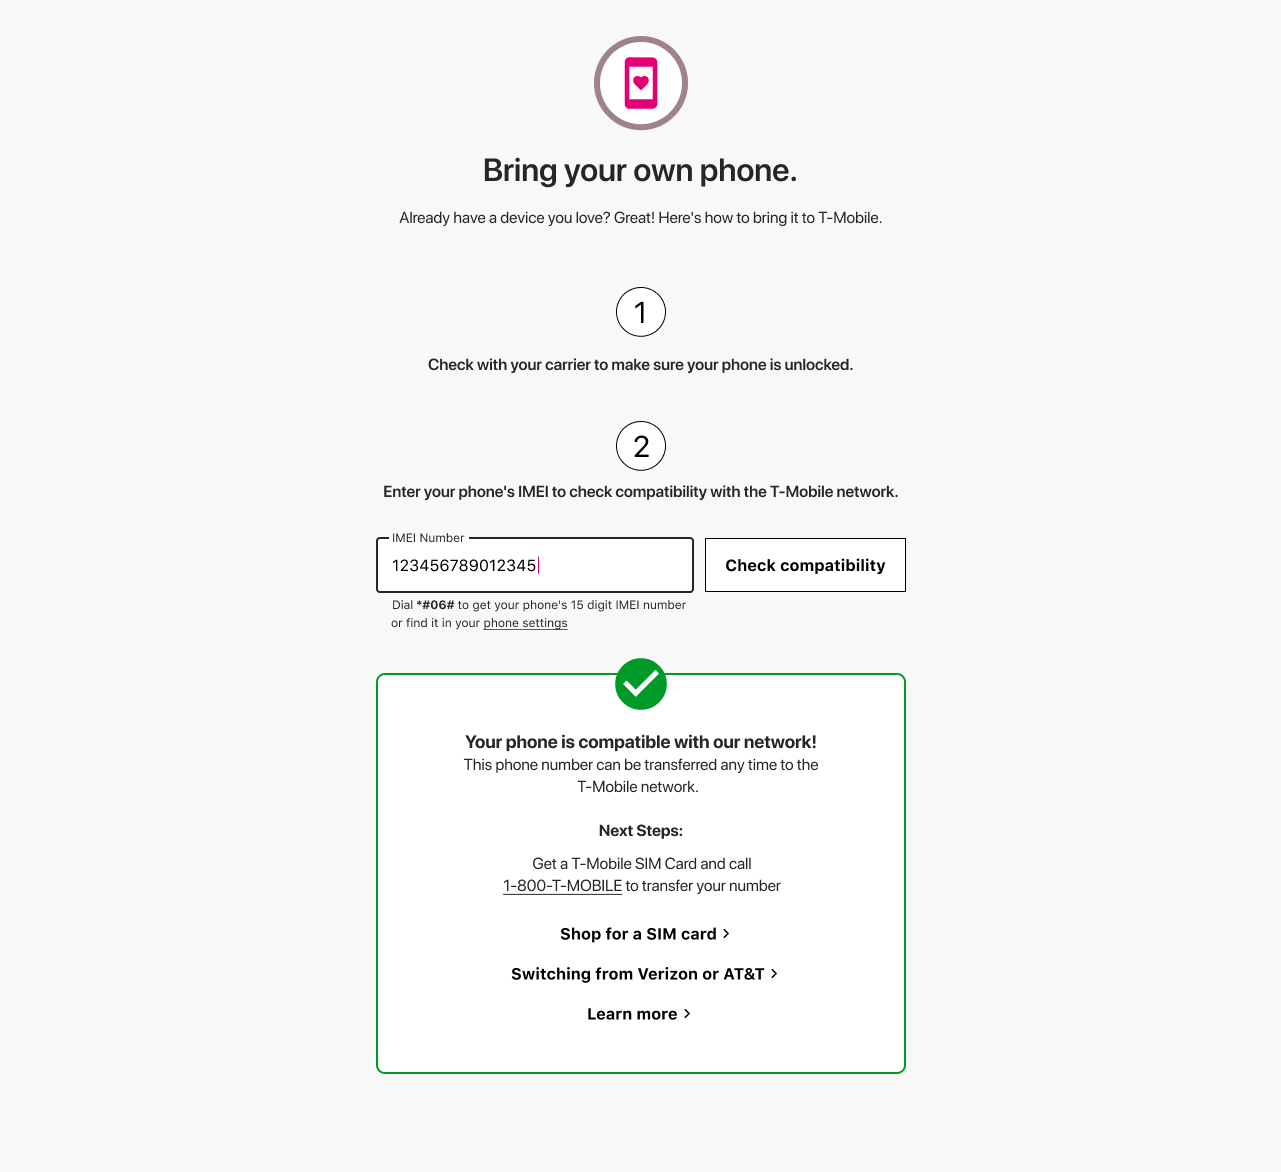 Bring your own phone.
Already have a device you love? Great! Here's how to bring it to T-Mobile.
1
Check with your carrier to make sure your phone is unlocked.
2
Enter your phone's IMEI to check compatibility with the T-Mobile network.
IMEI Number
123456789012345
Check compatibility
Dial *#06# to get your phone's 15 digit IMEI number
or find it in your phone settings
Your phone is compatible with our network!
This phone number can be transferred any time to the
T-Mobile network.
Next Steps:
Get a T-Mobile SIM Card and call
1-800-T-MOBILE to transfer your number
Shop for a SIM card >
Switching from Verizon or AT&T >
Learn more >